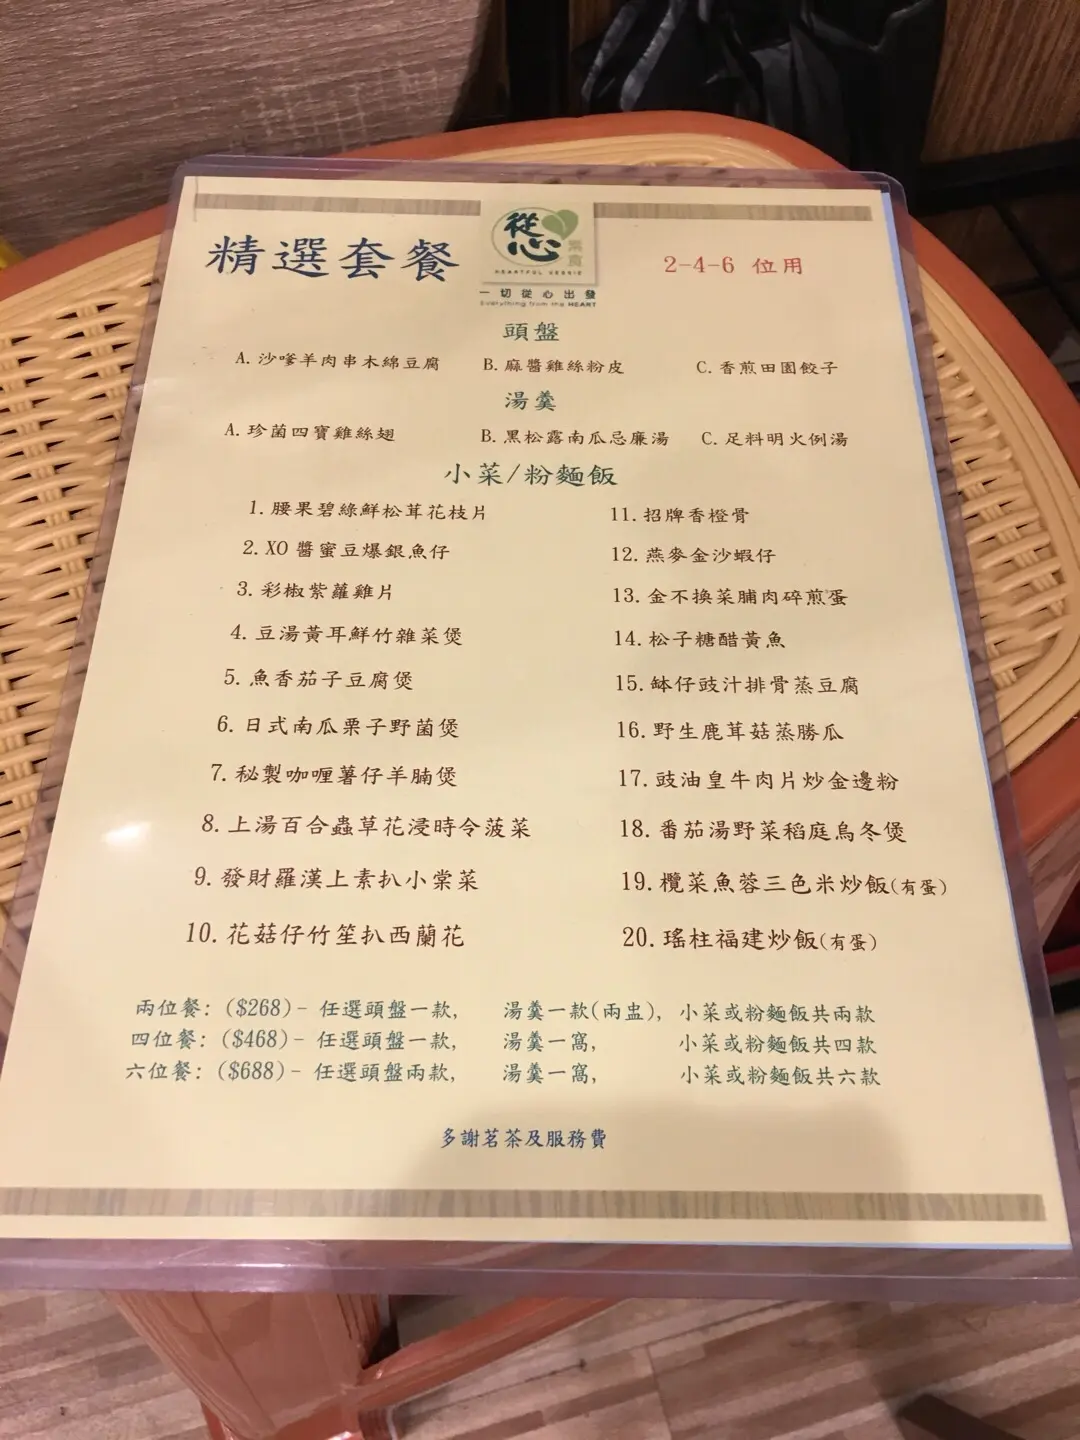 精選套餐
從心
素食
HEARTFUL VEGGIE
一切從心出發
Everything from the HEART
2-4-6 位用
頭盤
A. 沙嗲羊肉串木綿豆腐 B. 麻醬雞絲粉皮 C. 香煎田園餃子
湯羹
A. 珍菌四寶雞絲翅 B. 黑松露南瓜忌廉湯 C. 足料明火例湯
小菜/粉麵飯
1. 腰果碧綠鮮松茸花枝片
2. XO 醬蜜豆爆銀魚仔
3. 彩椒紫蘿雞片
4. 豆湯黃耳鮮竹雜菜煲
5. 魚香茄子豆腐煲
6. 日式南瓜栗子野菌煲
7. 秘製咖喱薯仔羊腩煲
8. 上湯百合蟲草花浸時令菠菜
9. 發財羅漢上素扒小棠菜
10. 花菇仔竹笙扒西蘭花
11. 招牌香橙骨
12. 燕麥金沙蝦仔
13. 金不換菜脯肉碎煎蛋
14. 松子糖醋黃魚
15. 缽仔豉汁排骨蒸豆腐
16. 野生鹿茸菇蒸勝瓜
17. 豉油皇牛肉片炒金邊粉
18. 番茄湯野菜稻庭烏冬煲
19. 欖菜魚蓉三色米炒飯(有蛋)
20. 瑤柱福建炒飯(有蛋)
兩位餐: ($268)- 任選頭盤一款, 湯羹一款(兩盅), 小菜或粉麵飯共兩款
四位餐: ($468)- 任選頭盤一款, 湯羹一窩, 小菜或粉麵飯共四款
六位餐: ($688)- 任選頭盤兩款, 湯羹一窩, 小菜或粉麵飯共六款
多謝茗茶及服務費